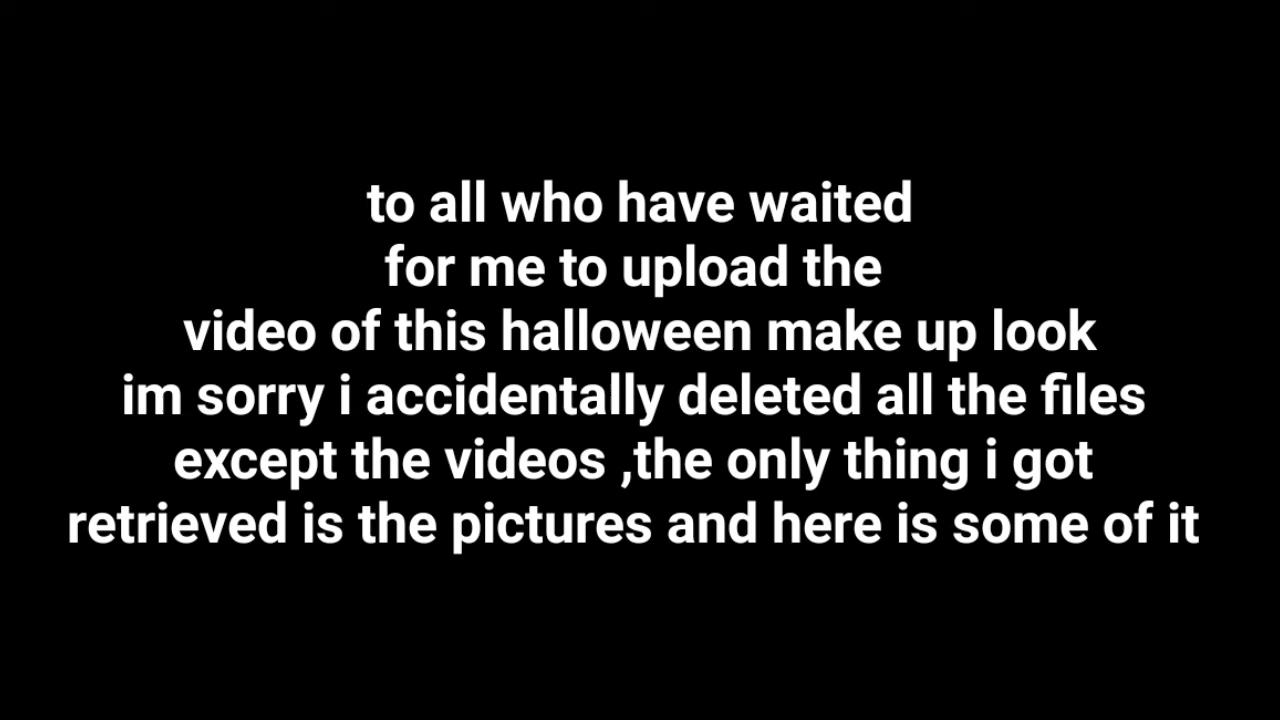 to all who have waited
for me to upload the
video of this halloween make up look
im sorry i accidentally deleted all the files
except the videos ,the only thing i got
retrieved is the pictures and here is some of it